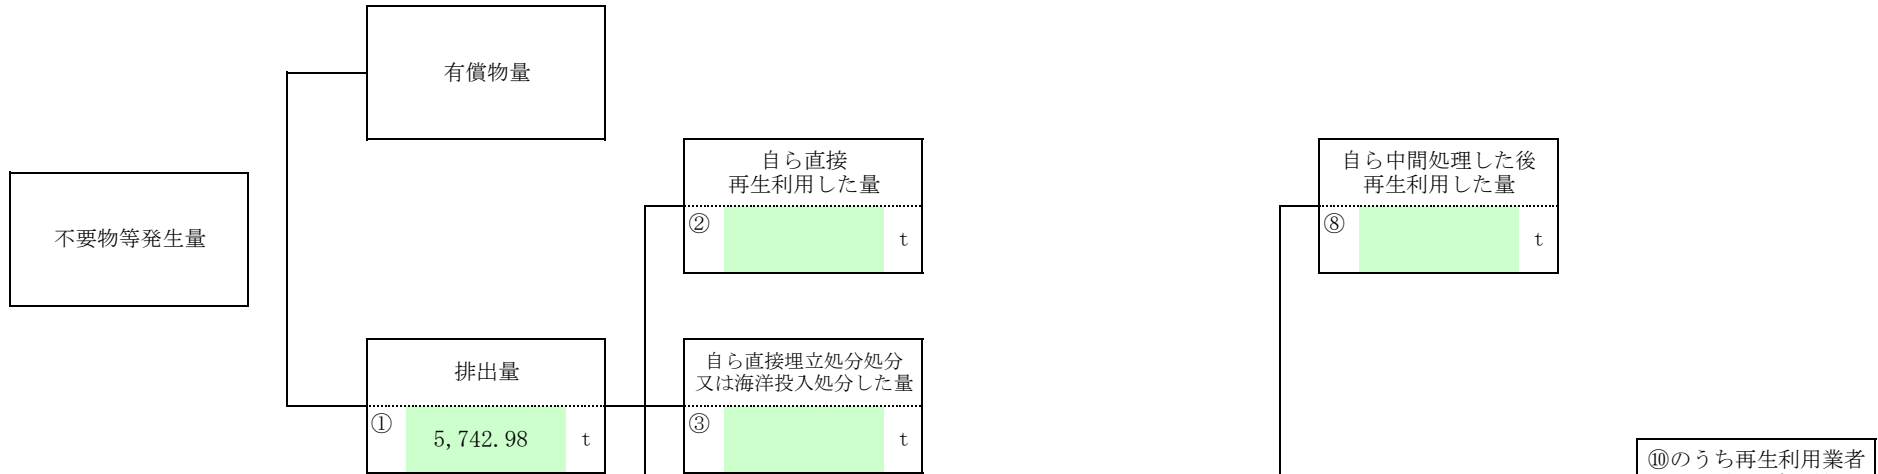 有償物量
自ら直接
再生利用した量
②
t
自ら中間処理した後
再生利用した量
⑧
t
不要物等発生量
排出量
①
5,742.98
t
自ら直接埋立処分処分
又は海洋投入処分した量
③
t
⑩のうち再生利用業者